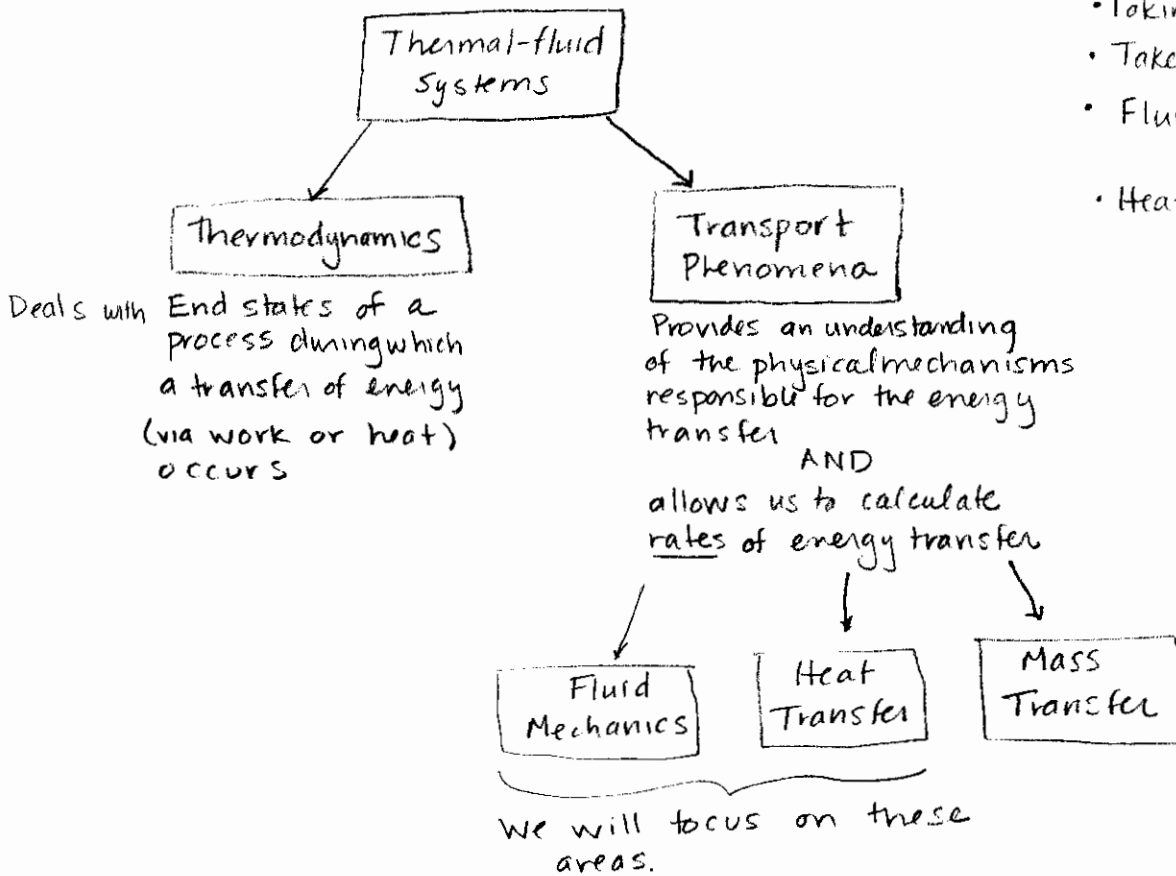 Thermal-fluid
Systems
• Take
• Heat
Thermodynamics
Deals with End states of a
process during which
a transfer of energy
(via work or heat)
occurs
Transport
Phenomena
Provides an understanding
of the physical mechanisms
responsible for the energy
transfer
AND
allows us to calculate
rates of energy transfer
Fluid
Mechanics
Heat
Transfer
Mass
Transfer
We will focus on these
areas.